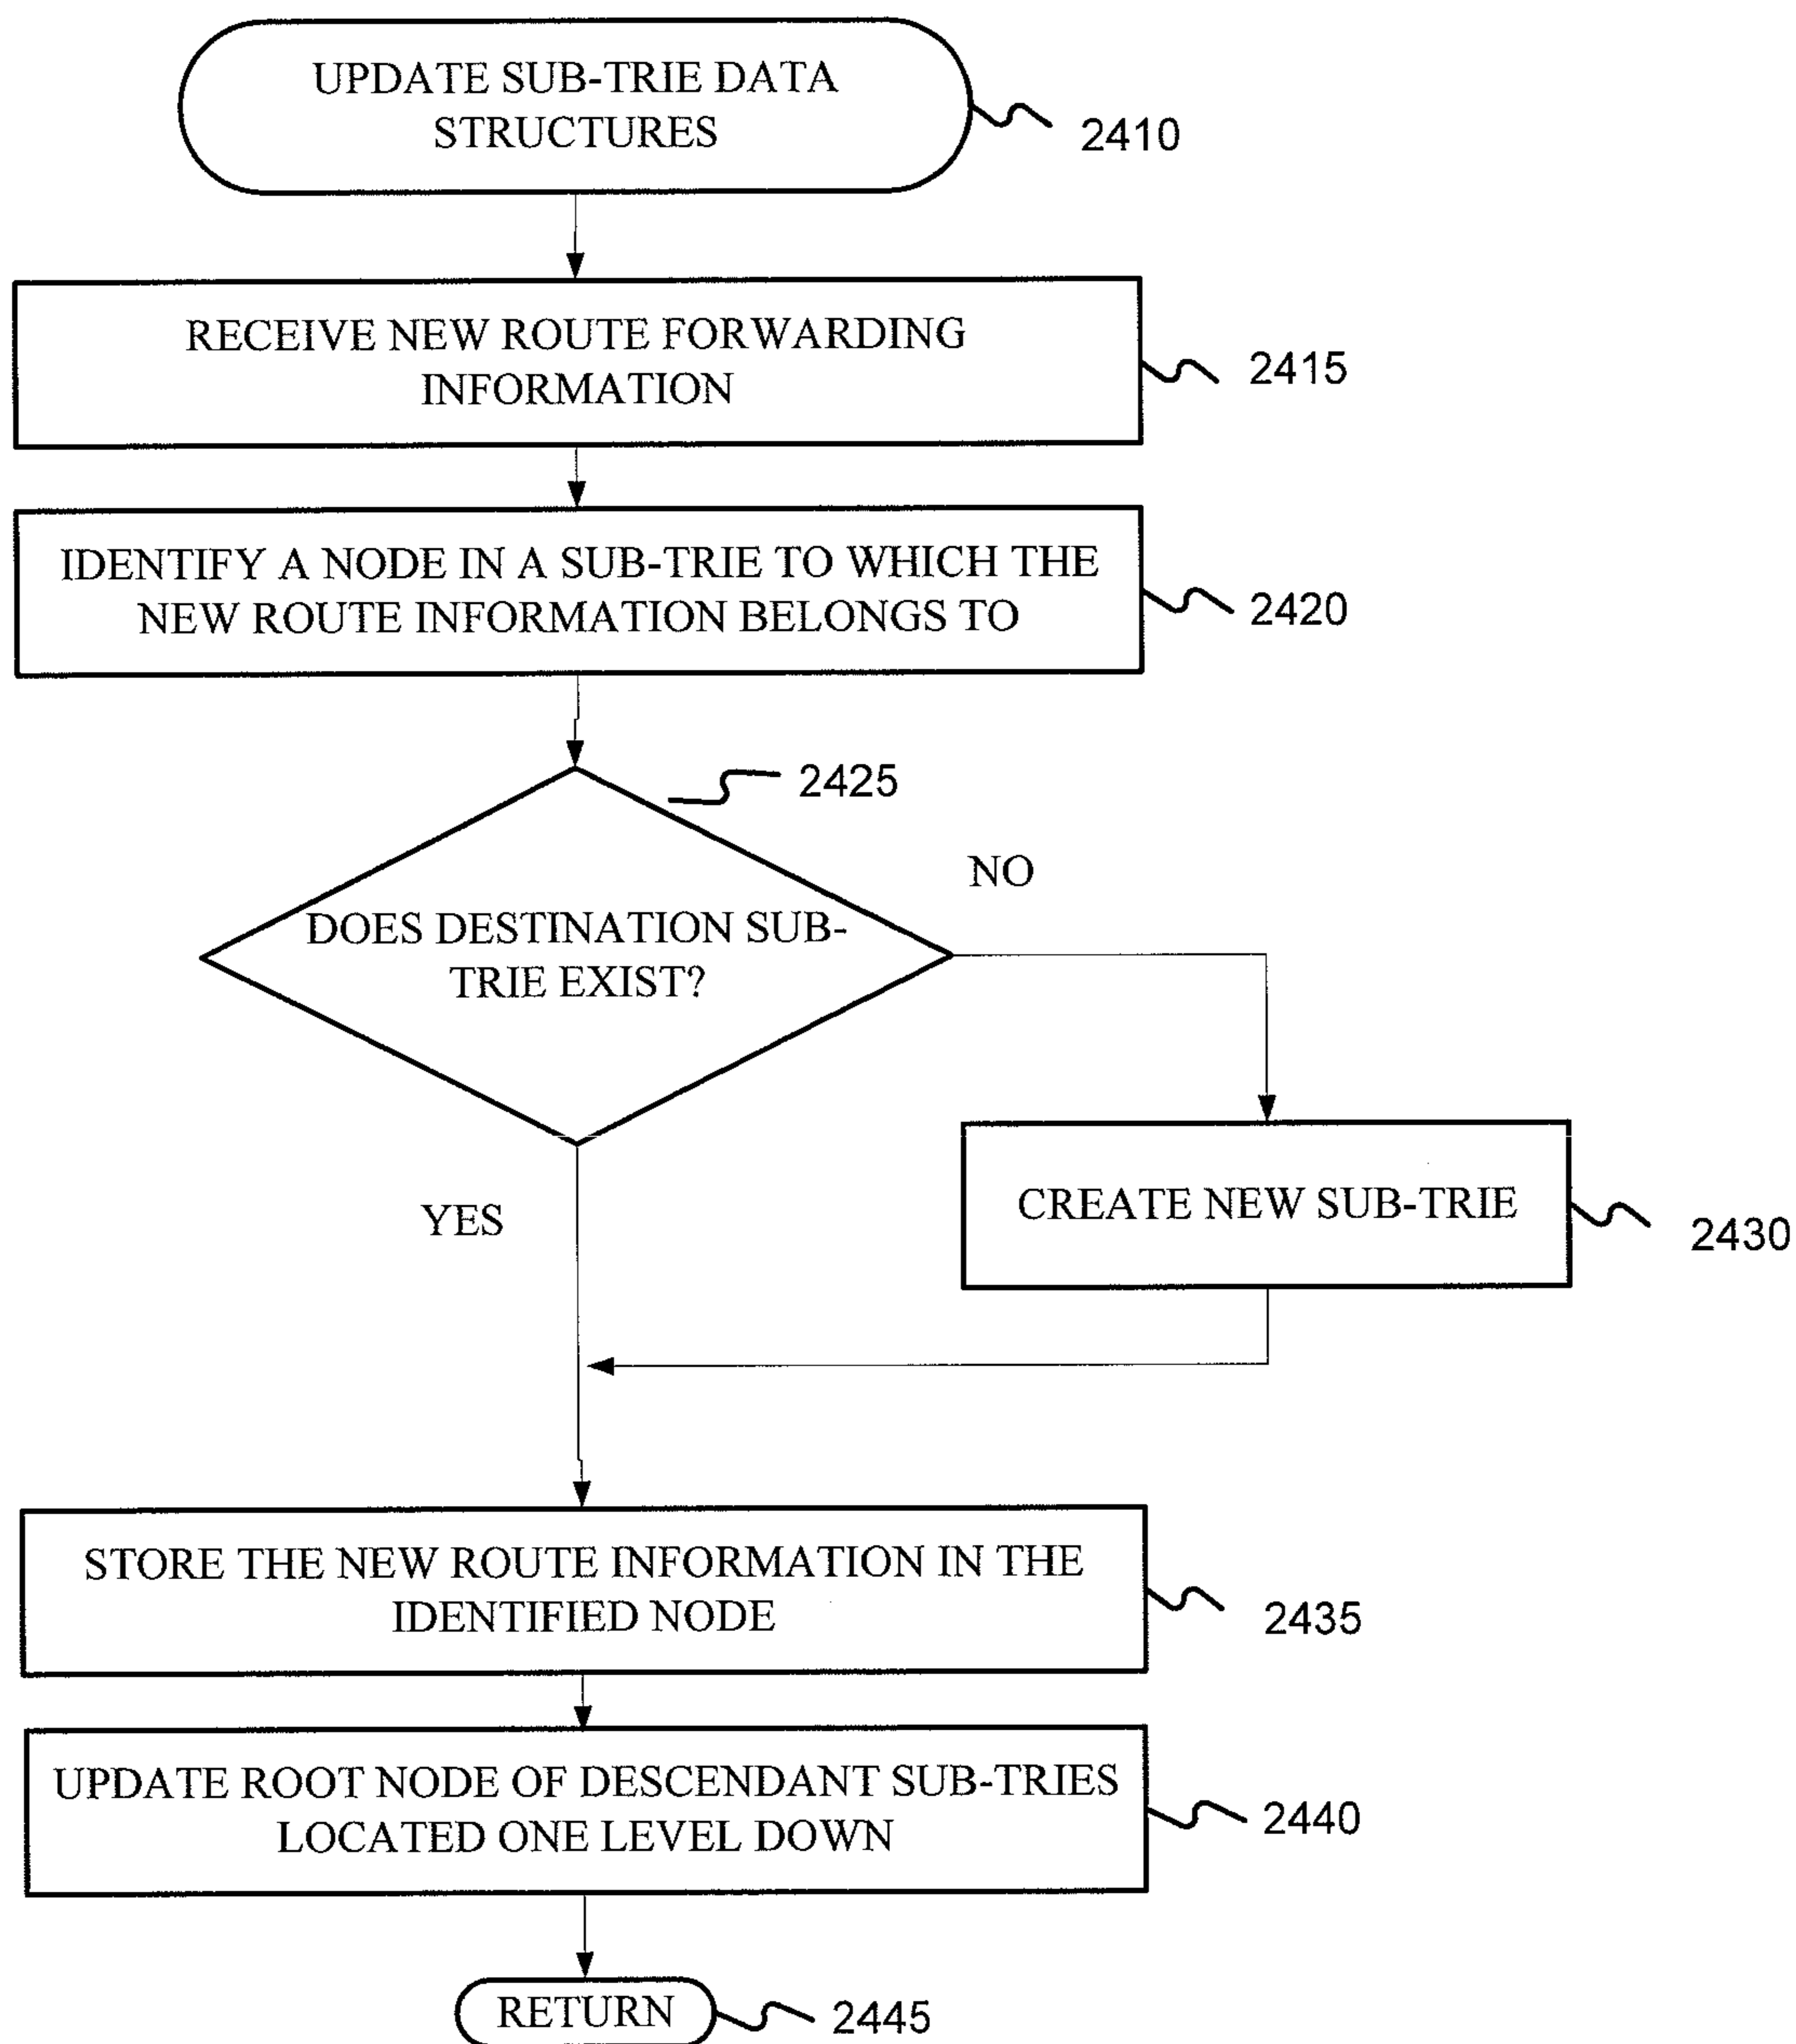 UPDATE SUB-TRIE DATA
STRUCTURES
2410
RECEIVE NEW ROUTE FORWARDING
INFORMATION
2415
IDENTIFY A NODE IN A SUB-TRIE TO WHICH THE
NEW ROUTE INFORMATION BELONGS TO
2420
2425
NO
DOES DESTINATION SUB-
TRIE EXIST?
YES
CREATE NEW SUB-TRIE
2430
STORE THE NEW ROUTE INFORMATION IN THE
IDENTIFIED NODE
2435
UPDATE ROOT NODE OF DESCENDANT SUB-TRIES
LOCATED ONE LEVEL DOWN
2440
RETURN
2445